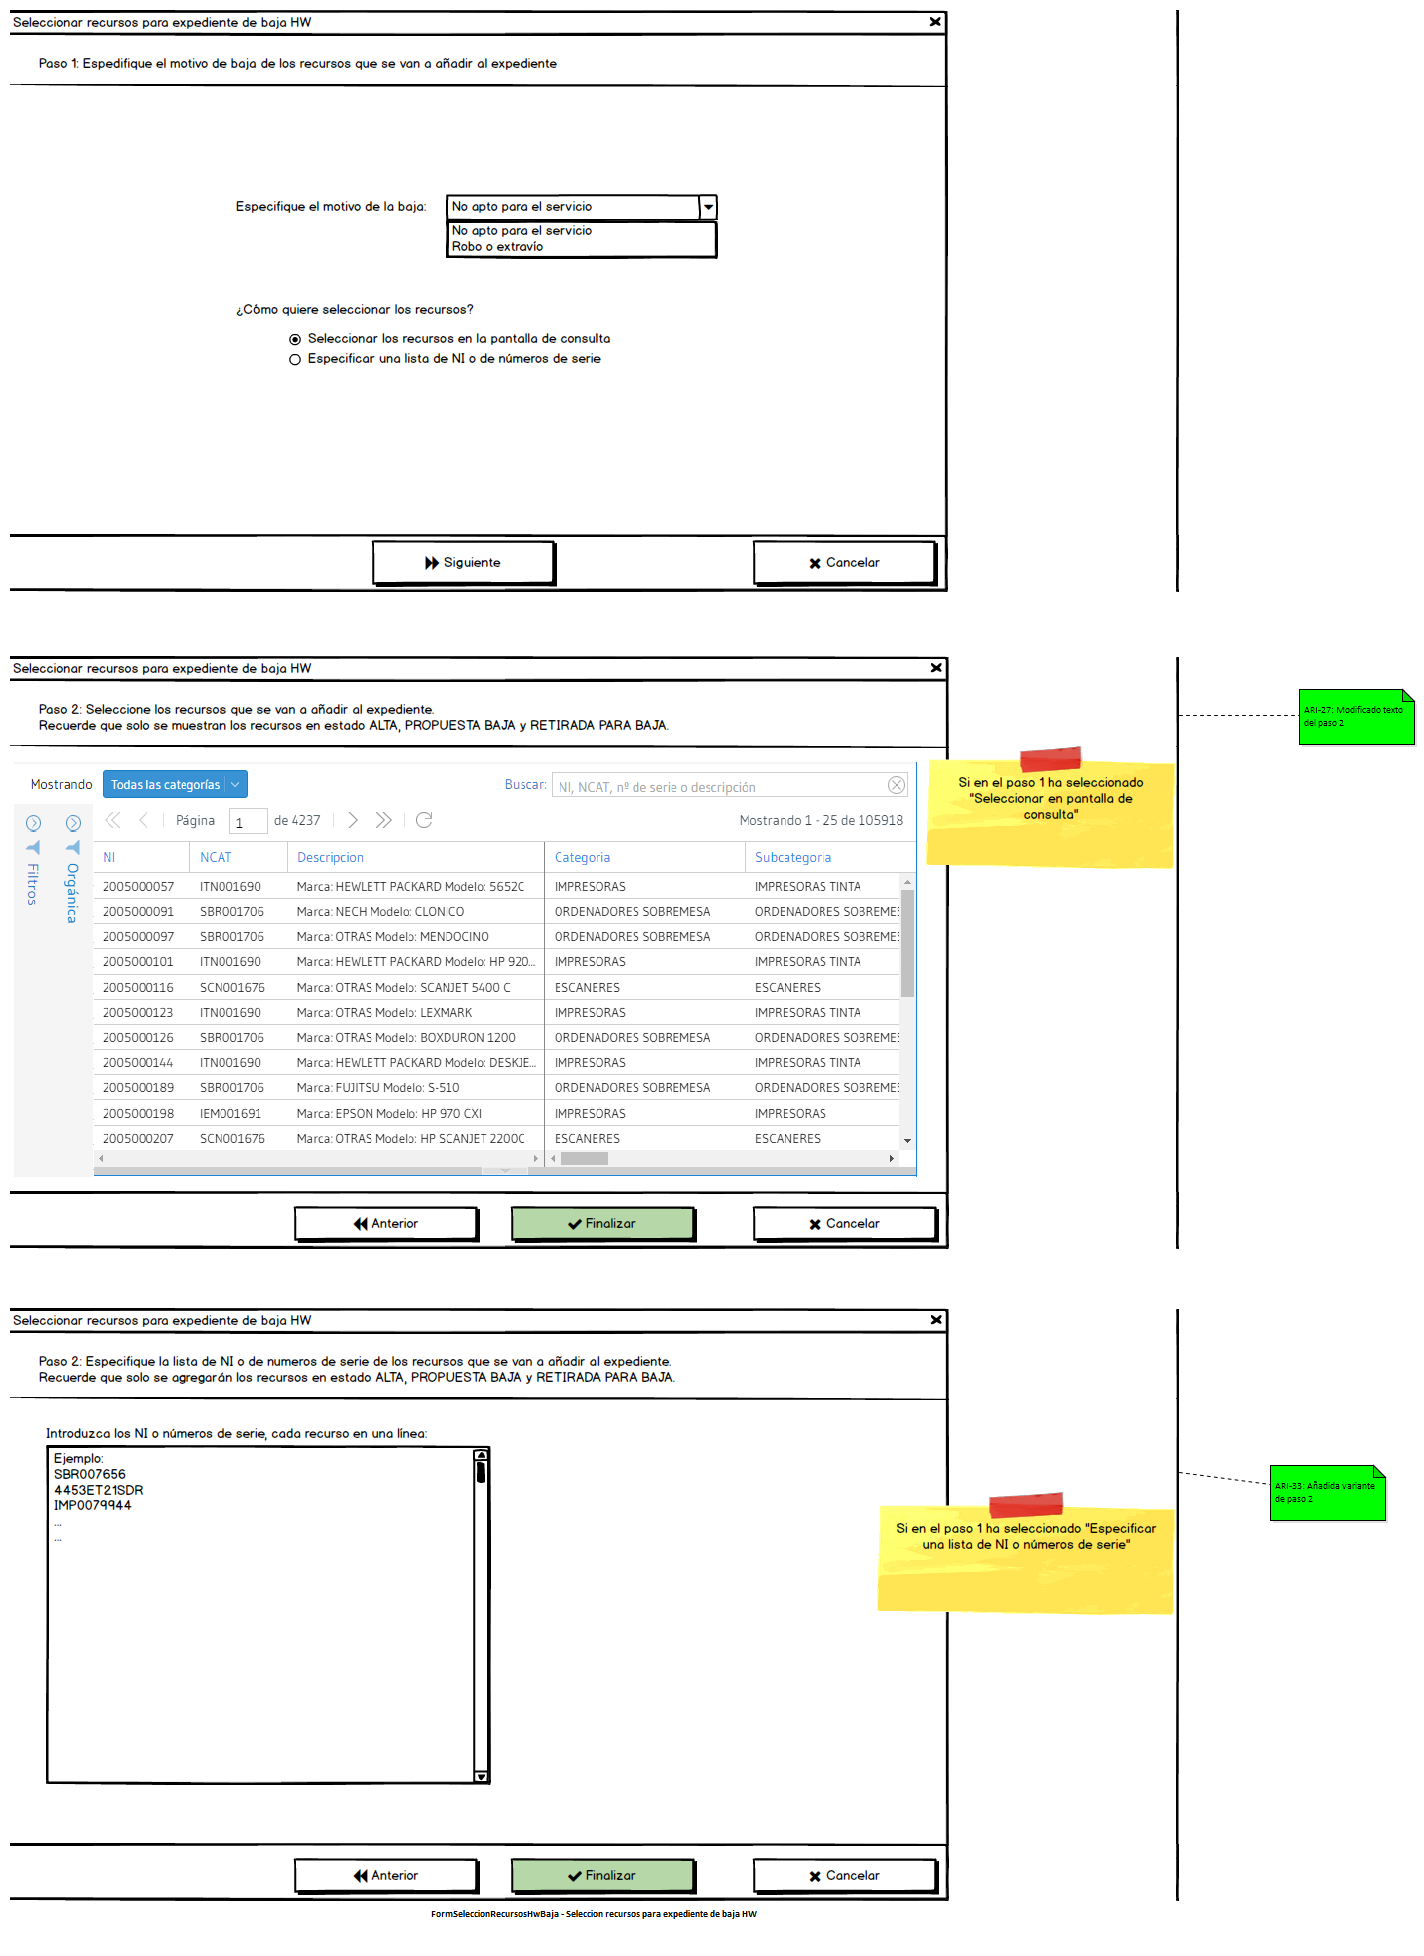 Seleccionar recursos para expediente de baja HW
Paso 1: Espedifique el motivo de baja de los recursos que se van a añadir al expediente
Especifique el motivo de la baja:
No apto para el servicio
No apto para el servicio
Robo o extravío
¿Cómo quiere seleccionar los recursos?
Seleccionar los recursos en la pantalla de consulta
Especificar una lista de NI o de números de serie
Siguiente
Cancelar
Seleccionar recursos para expediente de baja HW
Paso 2: Seleccione los recursos que se van a añadir al expediente.
Recuerde que solo se muestran los recursos en estado ALTA, PROPUESTA BAJA y RETIRADA PARA BAJA.
ARI-27: Modificado texto
del paso 2
Si en el paso 1 ha seleccionado
"Seleccionar en pantalla de
consulta"
Mostrando Todas las categorías Buscar: NI, NCAT, nº de serie o descripción
Filtros
Orgánica
Página 1 de 4237 Mostrando 1 - 25 de 105918
NI NCAT Descripcion Categoria Subcategoria
2005000057 ITN001690 Marca: HEWLETT PACKARD Modelo: 5652C IMPRESORAS IMPRESORAS TINTA
2005000091 SBR001706 Marca: NECH Modelo: CLONICO ORDENADORES SOBREMESA ORDENADORES SOBREME
2005000097 SBR001706 Marca: OTRAS Modelo: MENDOCINO ORDENADORES SOBREMESA ORDENADORES SOBREME
2005000101 ITN001690 Marca: HEWLETT PACKARD Modelo: HP 920... IMPRESORAS IMPRESORAS TINTA
2005000116 SCN001676 Marca: OTRAS Modelo: SCANJET 5400 C ESCANERES ESCANERES
2005000123 ITN001690 Marca: OTRAS Modelo: LEXMARK IMPRESORAS IMPRESORAS TINTA
2005000126 SBR001706 Marca: OTRAS Modelo: BOXDURON 1200 ORDENADORES SOBREMESA ORDENADORES SOBREME
2005000144 ITN001690 Marca: HEWLETT PACKARD Modelo: DESKJE... IMPRESORAS IMPRESORAS TINTA
2005000189 SBR001706 Marca: FUJITSU Modelo: S-510 ORDENADORES SOBREMESA ORDENADORES SOBREME
2005000198 IEM001691 Marca: EPSON Modelo: HP 970 CXI IMPRESORAS IMPRESORAS
2005000207 SCN001676 Marca: OTRAS Modelo: HP SCANJET 2200C ESCANERES ESCANERES
Anterior
Finalizar
Cancelar
Seleccionar recursos para expediente de baja HW
Paso 2: Especifique la lista de NI o de numeros de serie de los recursos que se van a añadir al expediente.
Recuerde que solo se agregarán los recursos en estado ALTA, PROPUESTA BAJA y RETIRADA PARA BAJA.
Introduzca los NI o números de serie, cada recurso en una línea:
Ejemplo:
SBR007656
4453ET21SDR
IMP0079944
...
...
ARI-33: Añadida variante
de paso 2
Si en el paso 1 ha seleccionado "Especificar
una lista de NI o números de serie"
Anterior
Finalizar
Cancelar
FormSeleccionRecursosHwBaja - Seleccion recursos para expediente de baja HW